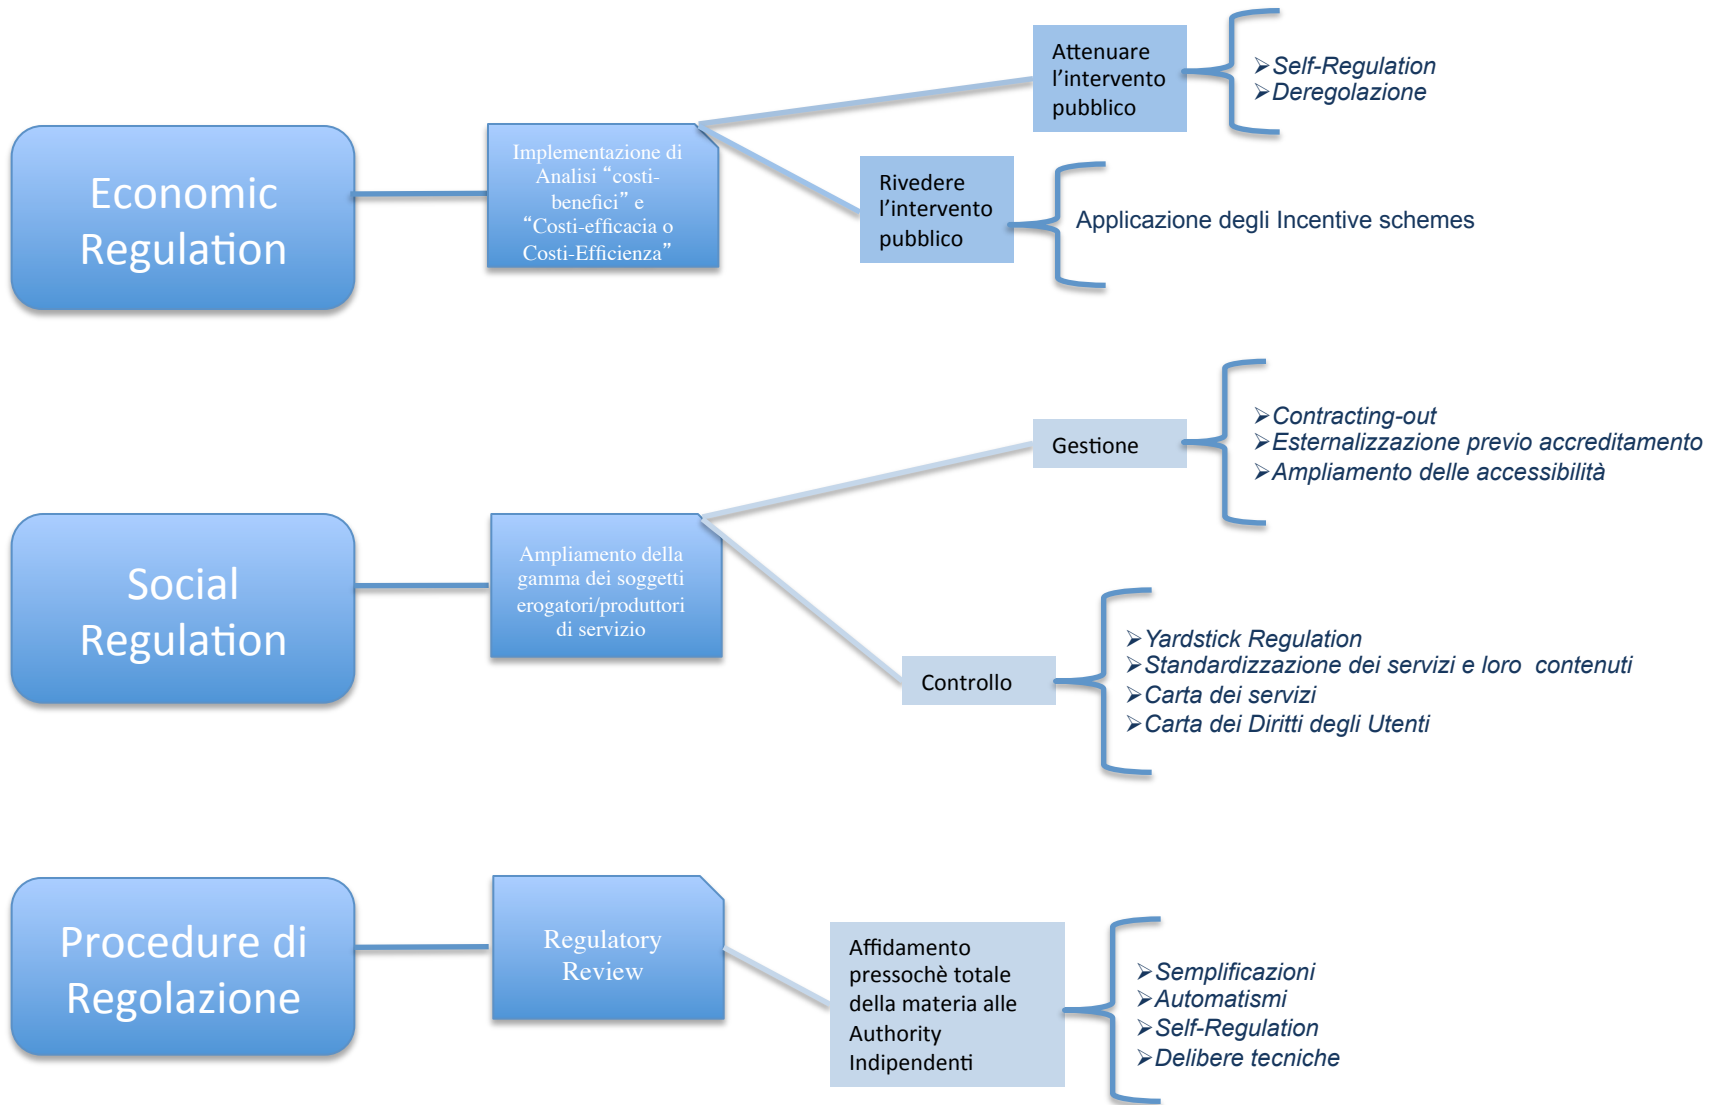 Economic
Regulation
Implementazione di
Analisi “costi-
benefici” e
“Costi-efficacia o
Costi-Efficienza”
Attenuare
l’intervento
pubblico
➢Self-Regulation
➢Deregolazione
Rivedere
l’intervento
pubblico
Applicazione degli Incentive schemes
Social
Regulation
Ampliamento della
gamma dei soggetti
erogatori/produttori
di servizio
Gestione
➢Contracting-out
➢Esternalizzazione previo accreditamento
➢Ampliamento delle accessibilità
Controllo
➢Yardstick Regulation
➢Standardizzazione dei servizi e loro contenuti
➢Carta dei servizi
➢Carta dei Diritti degli Utenti
Procedure di
Regolazione
Regulatory
Review
Affidamento
pressochè totale
della materia alle
Authority
Indipendenti
➢Semplificazioni
➢Automatismi
➢Self-Regulation
➢Delibere tecniche